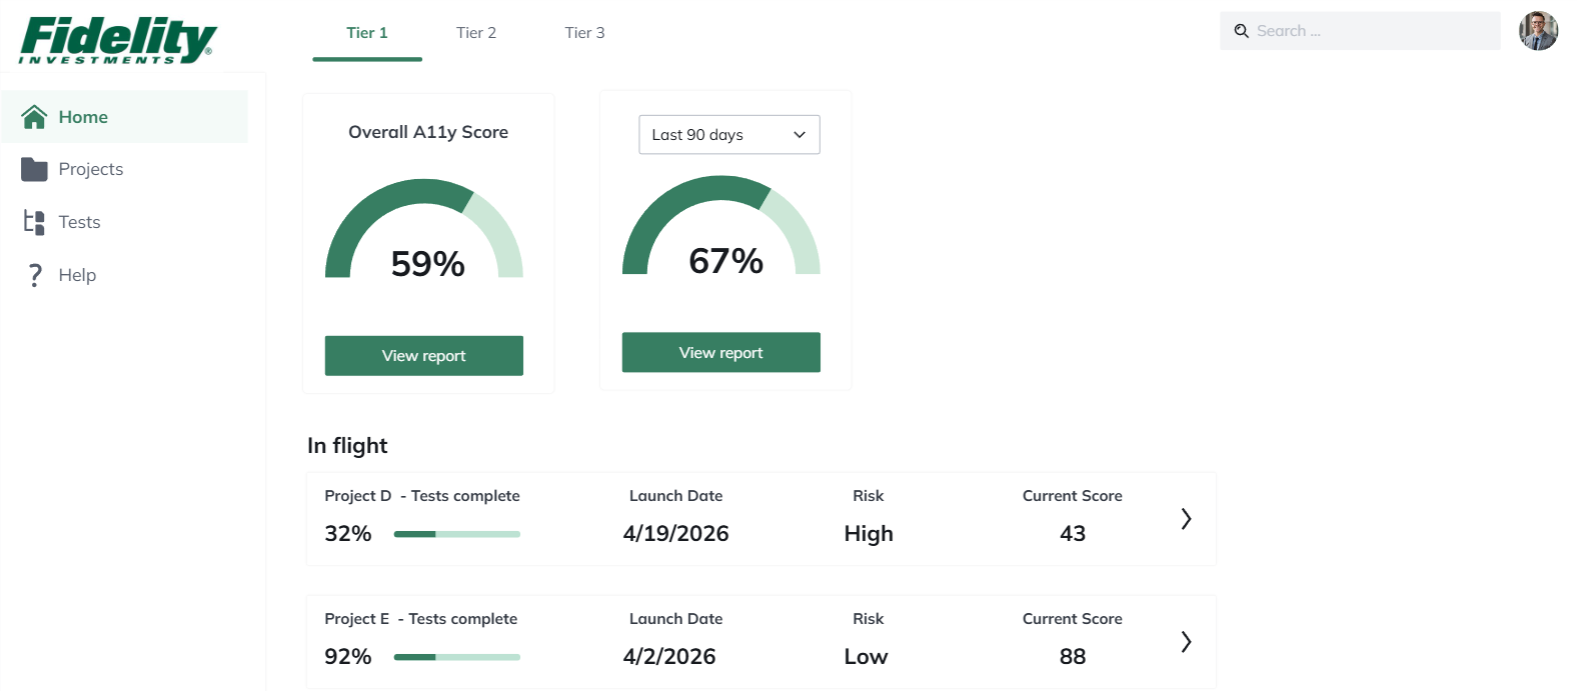 Fidelity®
INVESTMENTS
Tier 1
Tier 2
Tier 3
Search ...
Home
Projects
Tests
Help
Overall A11y Score
59%
View report
Last 90 days
67%
View report
In flight
Project D - Tests complete
32%
Launch Date
4/19/2026
Risk
High
Current Score
43
Project E - Tests complete
92%
Launch Date
4/2/2026
Risk
Low
Current Score
88